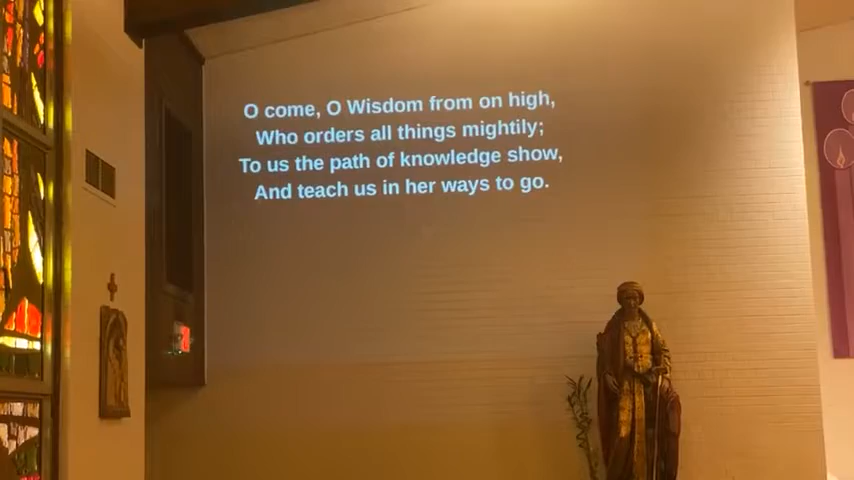 O come, O Wisdom from on high,
Who orders all things mightily;
To us the path of knowledge show,
And teach us in her ways to go.